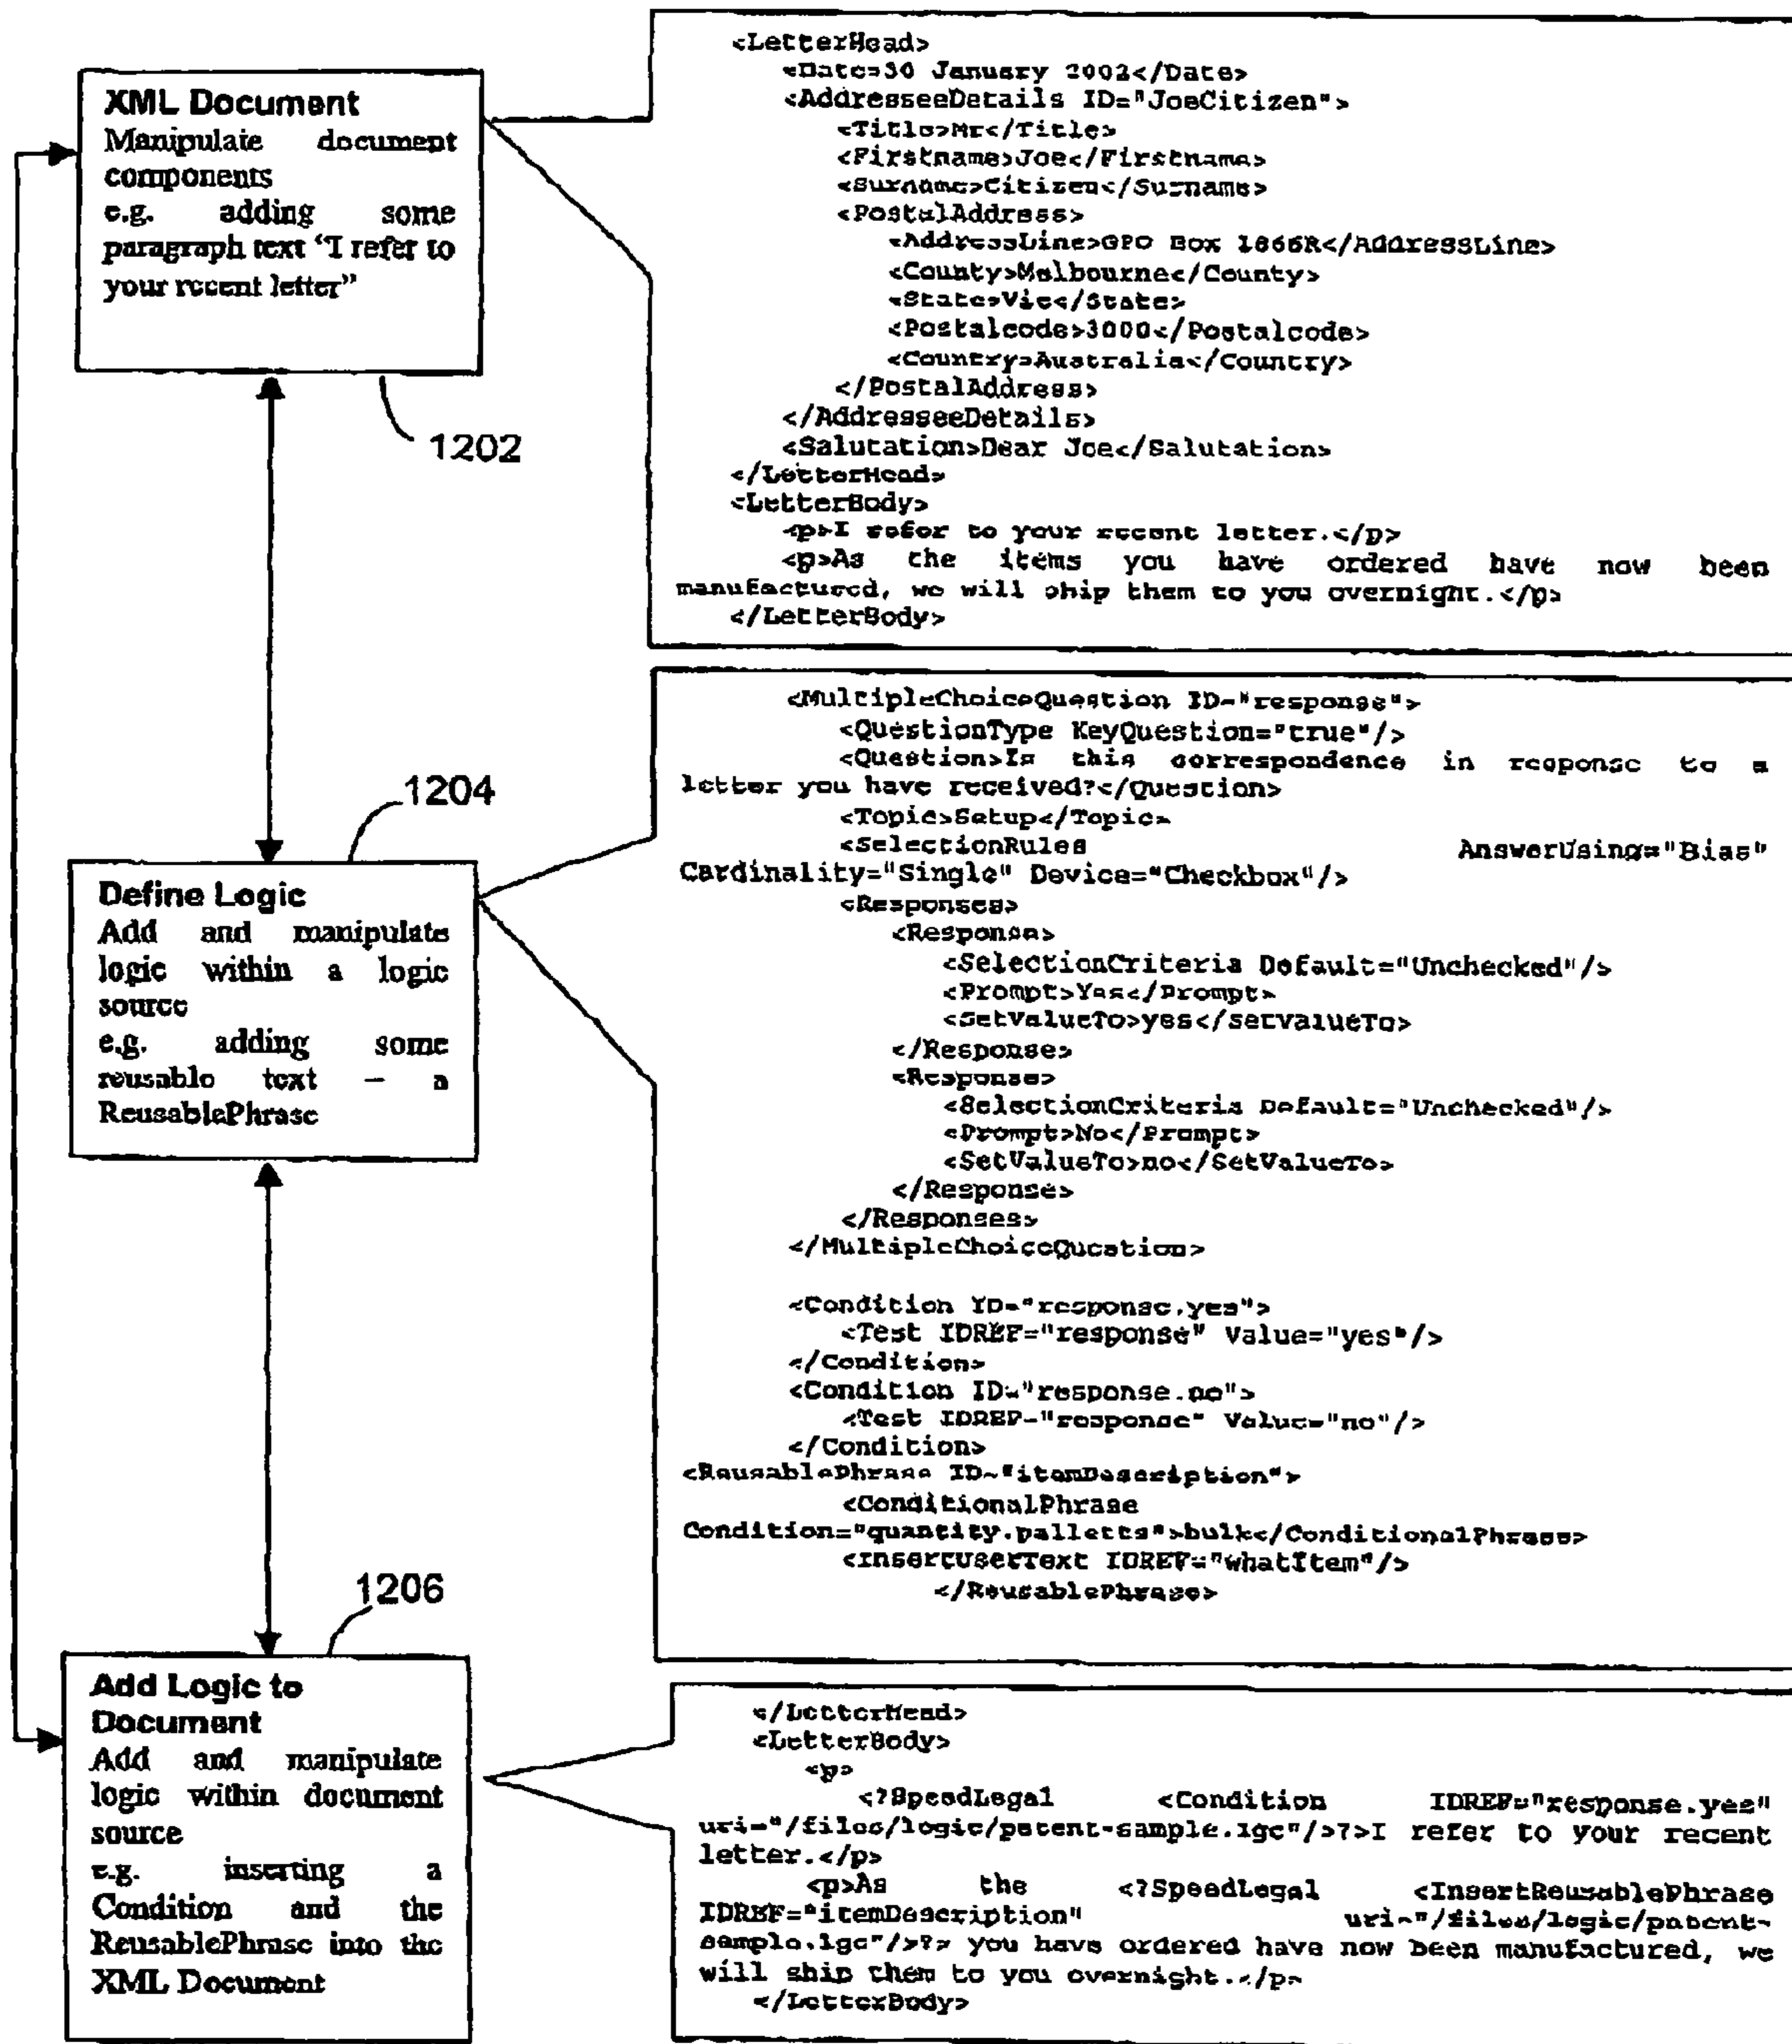 XML Document
Manipulate document
components
e.g. adding some
paragraph text “I refer to
your recent letter”
1202
<LetterHead>
<Date>30 January 2002</Date>
<AddresseeDetails ID="JoeCitizen">
<Title>Mr</Title>
<Firstname>Joe</Firstname>
<Surname>Citizen</Surname>
<PostalAddress>
<AddressLine>GPO Box 1866R</AddressLine>
<County>Melbourne</County>
<State>Vic</State>
<Postalcode>3000</Postalcode>
<Country>Australia</Country>
</PostalAddress>
</AddresseeDetails>
<Salutation>Dear Joe</Salutation>
</LetterHead>
<LetterBody>
<p>I refer to your recent letter.</p>
<p>As the items you have ordered have now been
manufactured, we will ship them to you overnight.</p>
</LetterBody>
1204
Define Logic
Add and manipulate
logic within a logic
source
e.g. adding some
reusable text – a
ReusablePhrase
<MultipleChoiceQuestion ID="response">
<QuestionType KeyQuestion="true"/>
<Question>Is this correspondence in response to a
letter you have received?</Question>
<Topic>Setup</Topic>
<SelectionRules AnswerUsing="Bias"
Cardinality="Single" Device="Checkbox"/>
<Responses>
<Response>
<SelectionCriteria Default="Unchecked"/>
<Prompt>Yes</Prompt>
<SetValueTo>yes</SetValueTo>
</Response>
<Response>
<SelectionCriteria Default="Unchecked"/>
<Prompt>No</Prompt>
<SetValueTo>no</SetValueTo>
</Response>
</Responses>
</MultipleChoiceQuestion>
<Condition ID="response.yes">
<Test IDREF="response" Value="yes"/>
</Condition>
<Condition ID="response.no">
<Test IDREF="response" Value="no"/>
</Condition>
<ReusablePhrase ID="itemDescription">
<ConditionalPhrase
Condition="quantity.palletts">bulk</ConditionalPhrase>
<InsertUserText IDREF="whatItem"/>
</ReusablePhrase>
1206
Add Logic to
Document
Add and manipulate
logic within document
source
e.g. inserting a
Condition and the
ReusablePhrase into the
XML Document
</LetterHead>
<LetterBody>
<p>
<?SpeedLegal <Condition IDREF="response.yes"
uri="/files/logic/patent-sample.lgc"/>?>I refer to your recent
letter.</p>
<p>As the <?SpeedLegal <InsertReusablePhrase
IDREF="itemDescription" uri="/files/logic/patent-
sample.lgc"/>?> you have ordered have now been manufactured, we
will ship them to you overnight.</p>
</LetterBody>